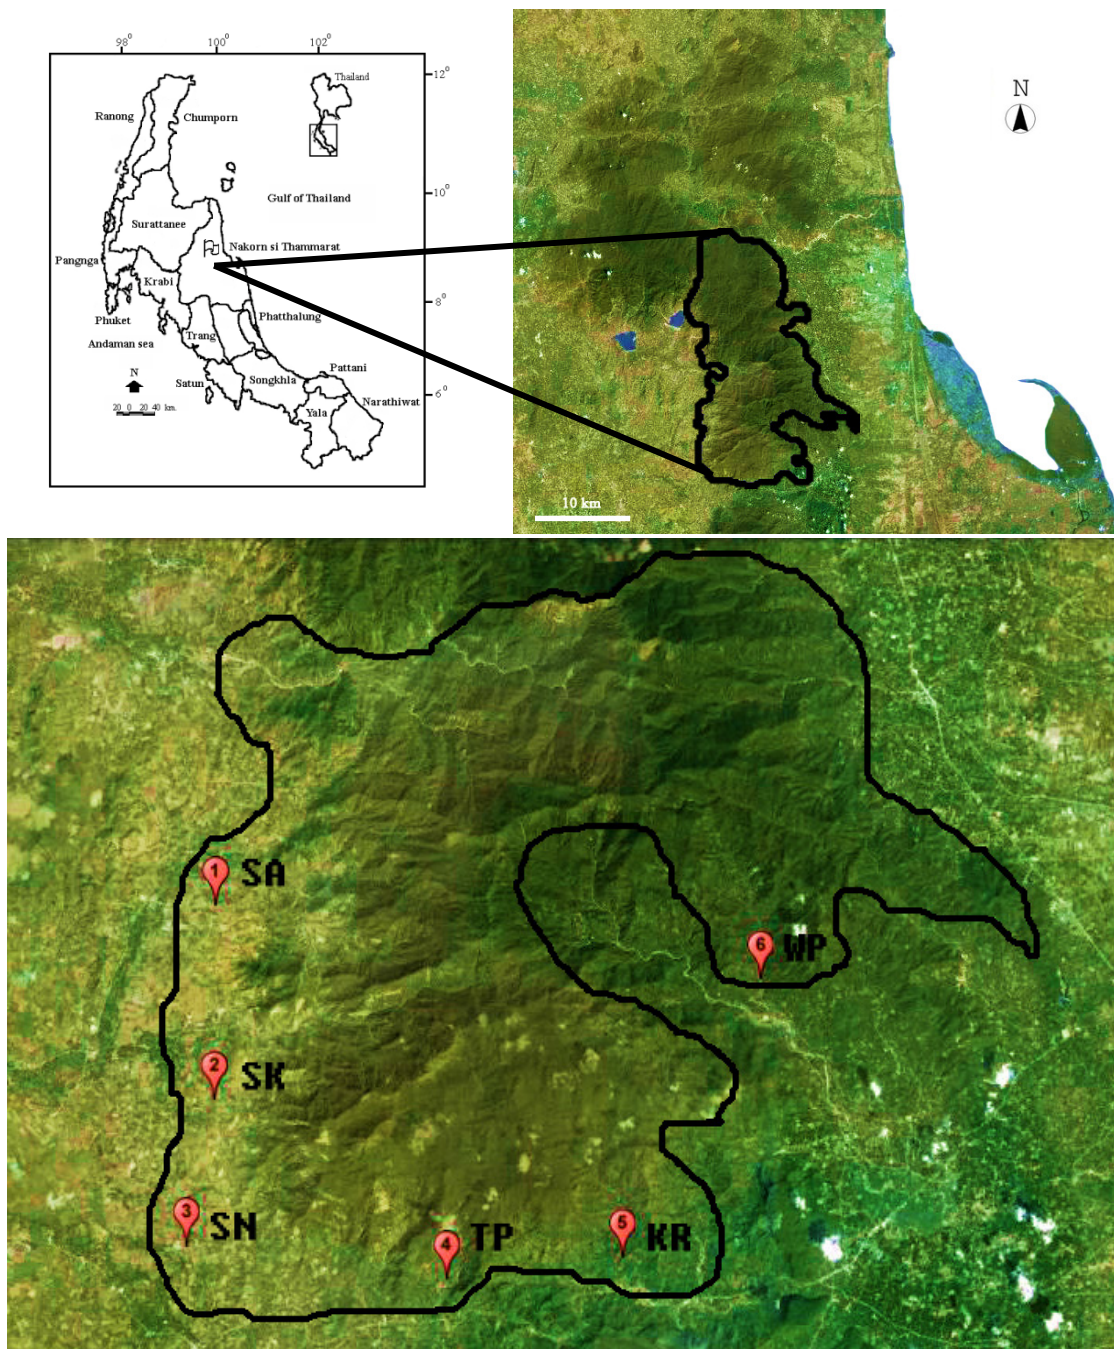 98° 100° 102°
Thailand
12°
Ranong
Chumporn
10°
Gulf of Thailand
Surattanee
Nakorn si Thammarat
Pangnga
Krabi
8°
Phuket
Phatthalung
Trang
Andaman sea
N
Satun
Songkhla
Pattani
6°
Narathiwat
Yala
20 0 20 40 km.
N
10 km
1 SA
6 WP
2 SK
3 SN
4 TP
5 KR